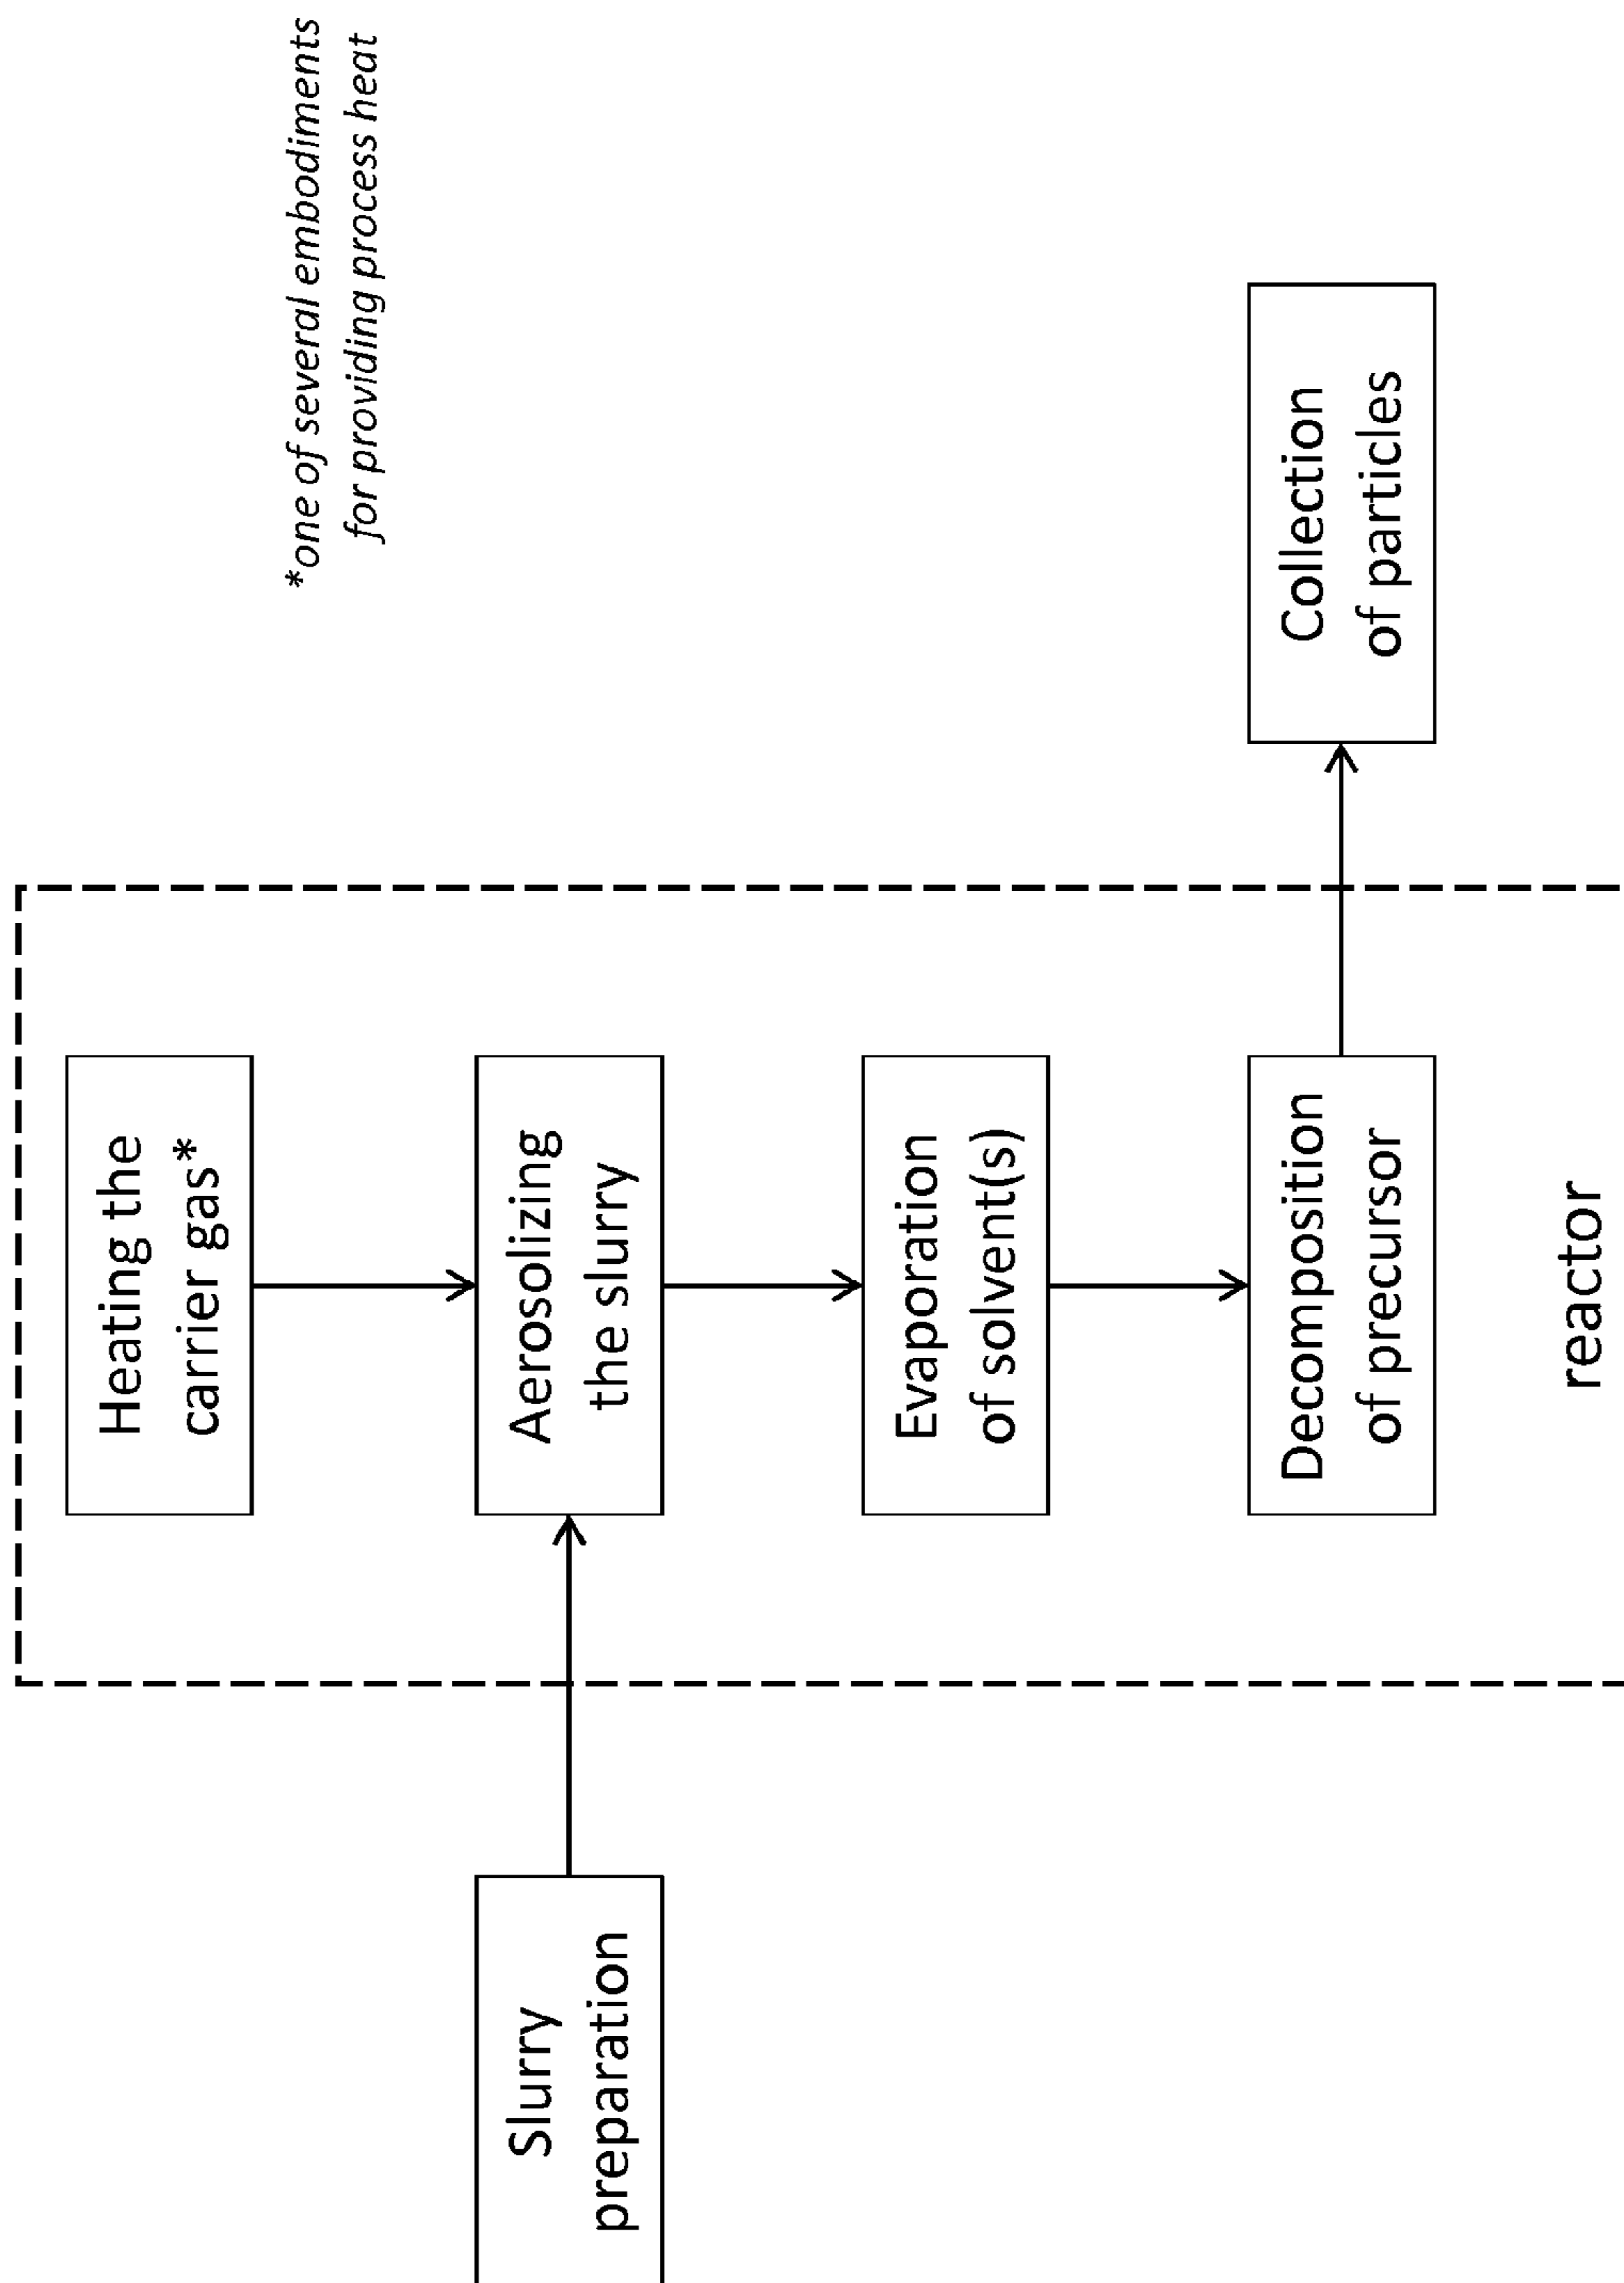 *one of several embodiments
for providing process heat
Heating the
carrier gas*
Slurry
preparation
Aerosolizing
the slurry
Evaporation
of solvent(s)
Decomposition
of precursor
Collection
of particles
reactor